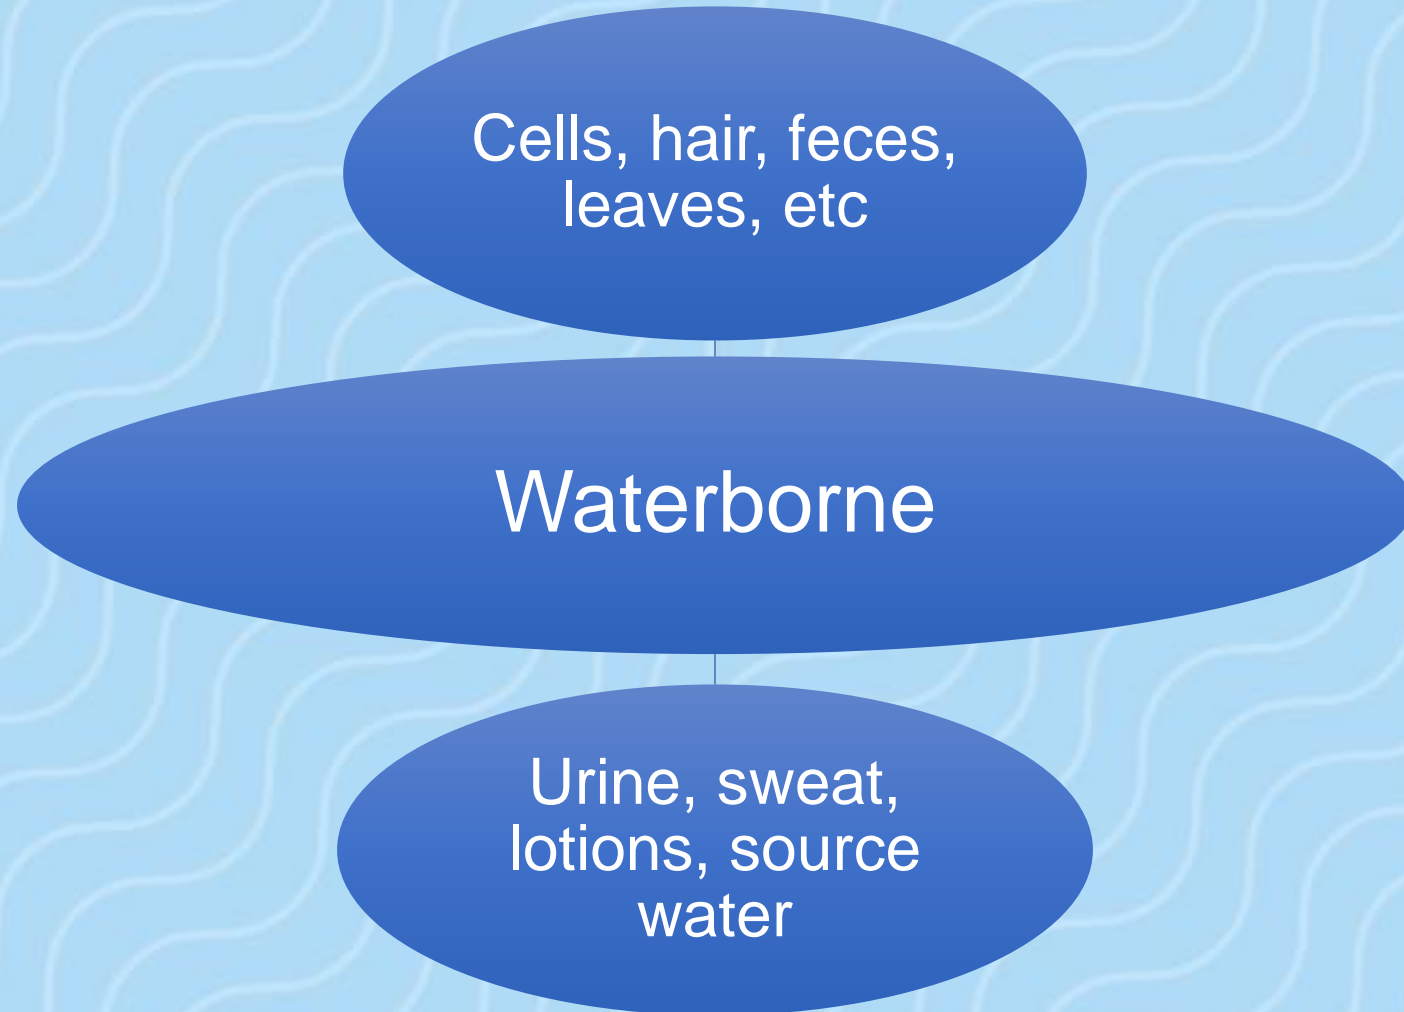 Cells, hair, feces,
leaves, etc
Waterborne
Urine, sweat,
lotions, source
water